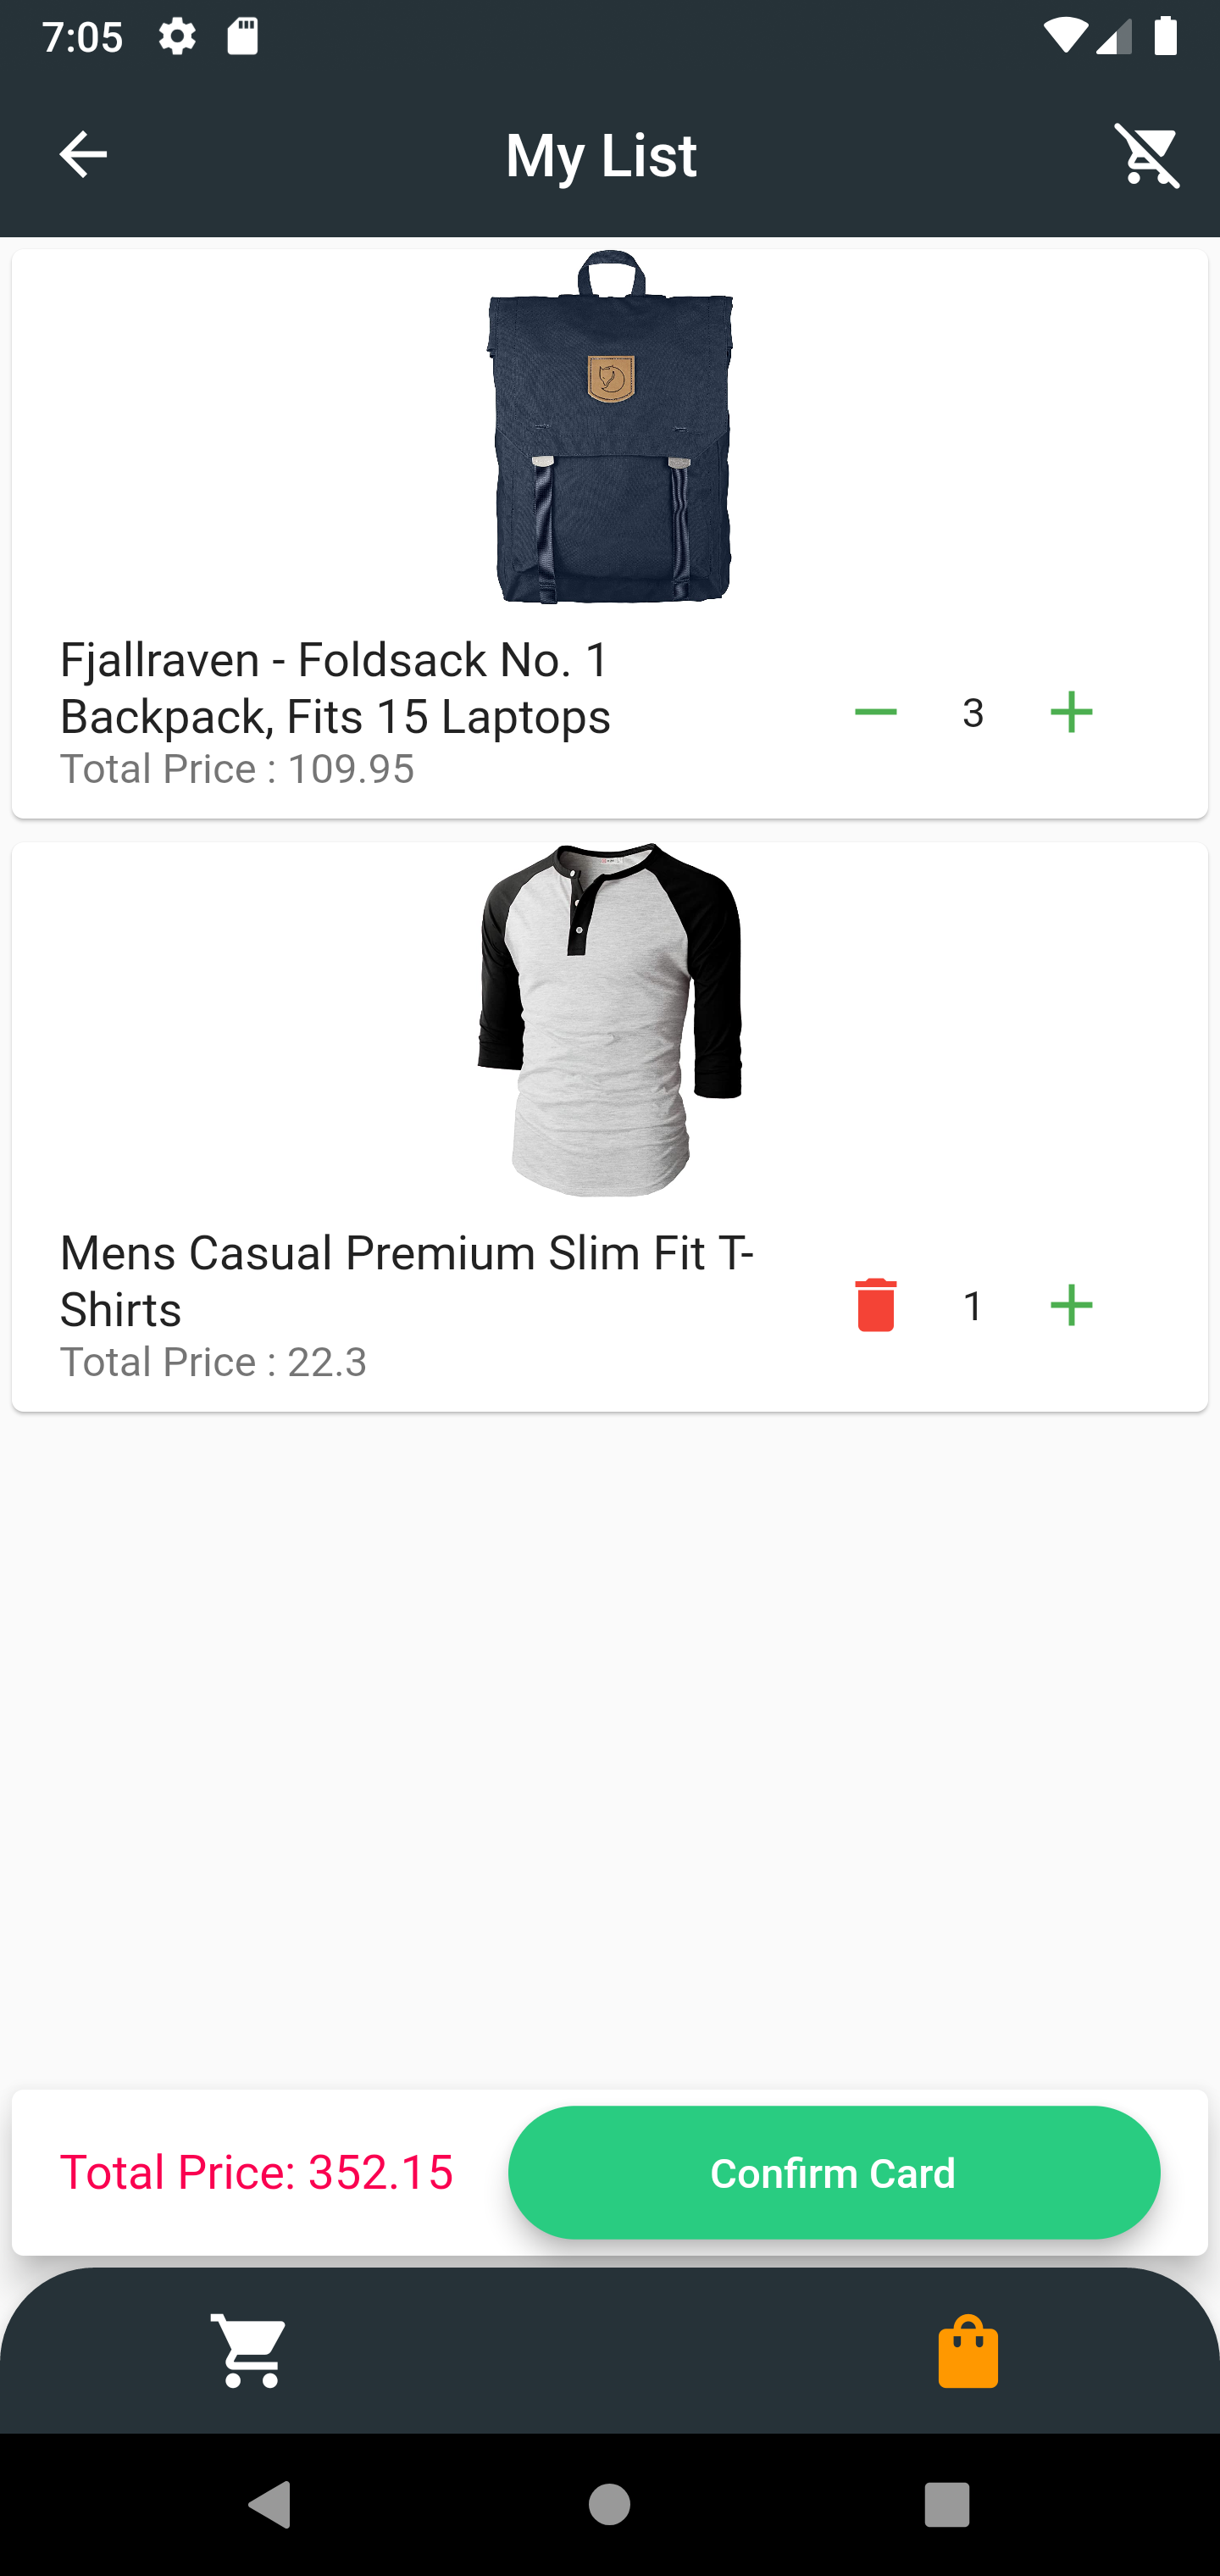 7:05
My List
Fjallraven - Foldsack No. 1
Backpack, Fits 15 Laptops
Total Price : 109.95
3
Mens Casual Premium Slim Fit T-
Shirts
Total Price : 22.3
1
Total Price: 352.15
Confirm Card